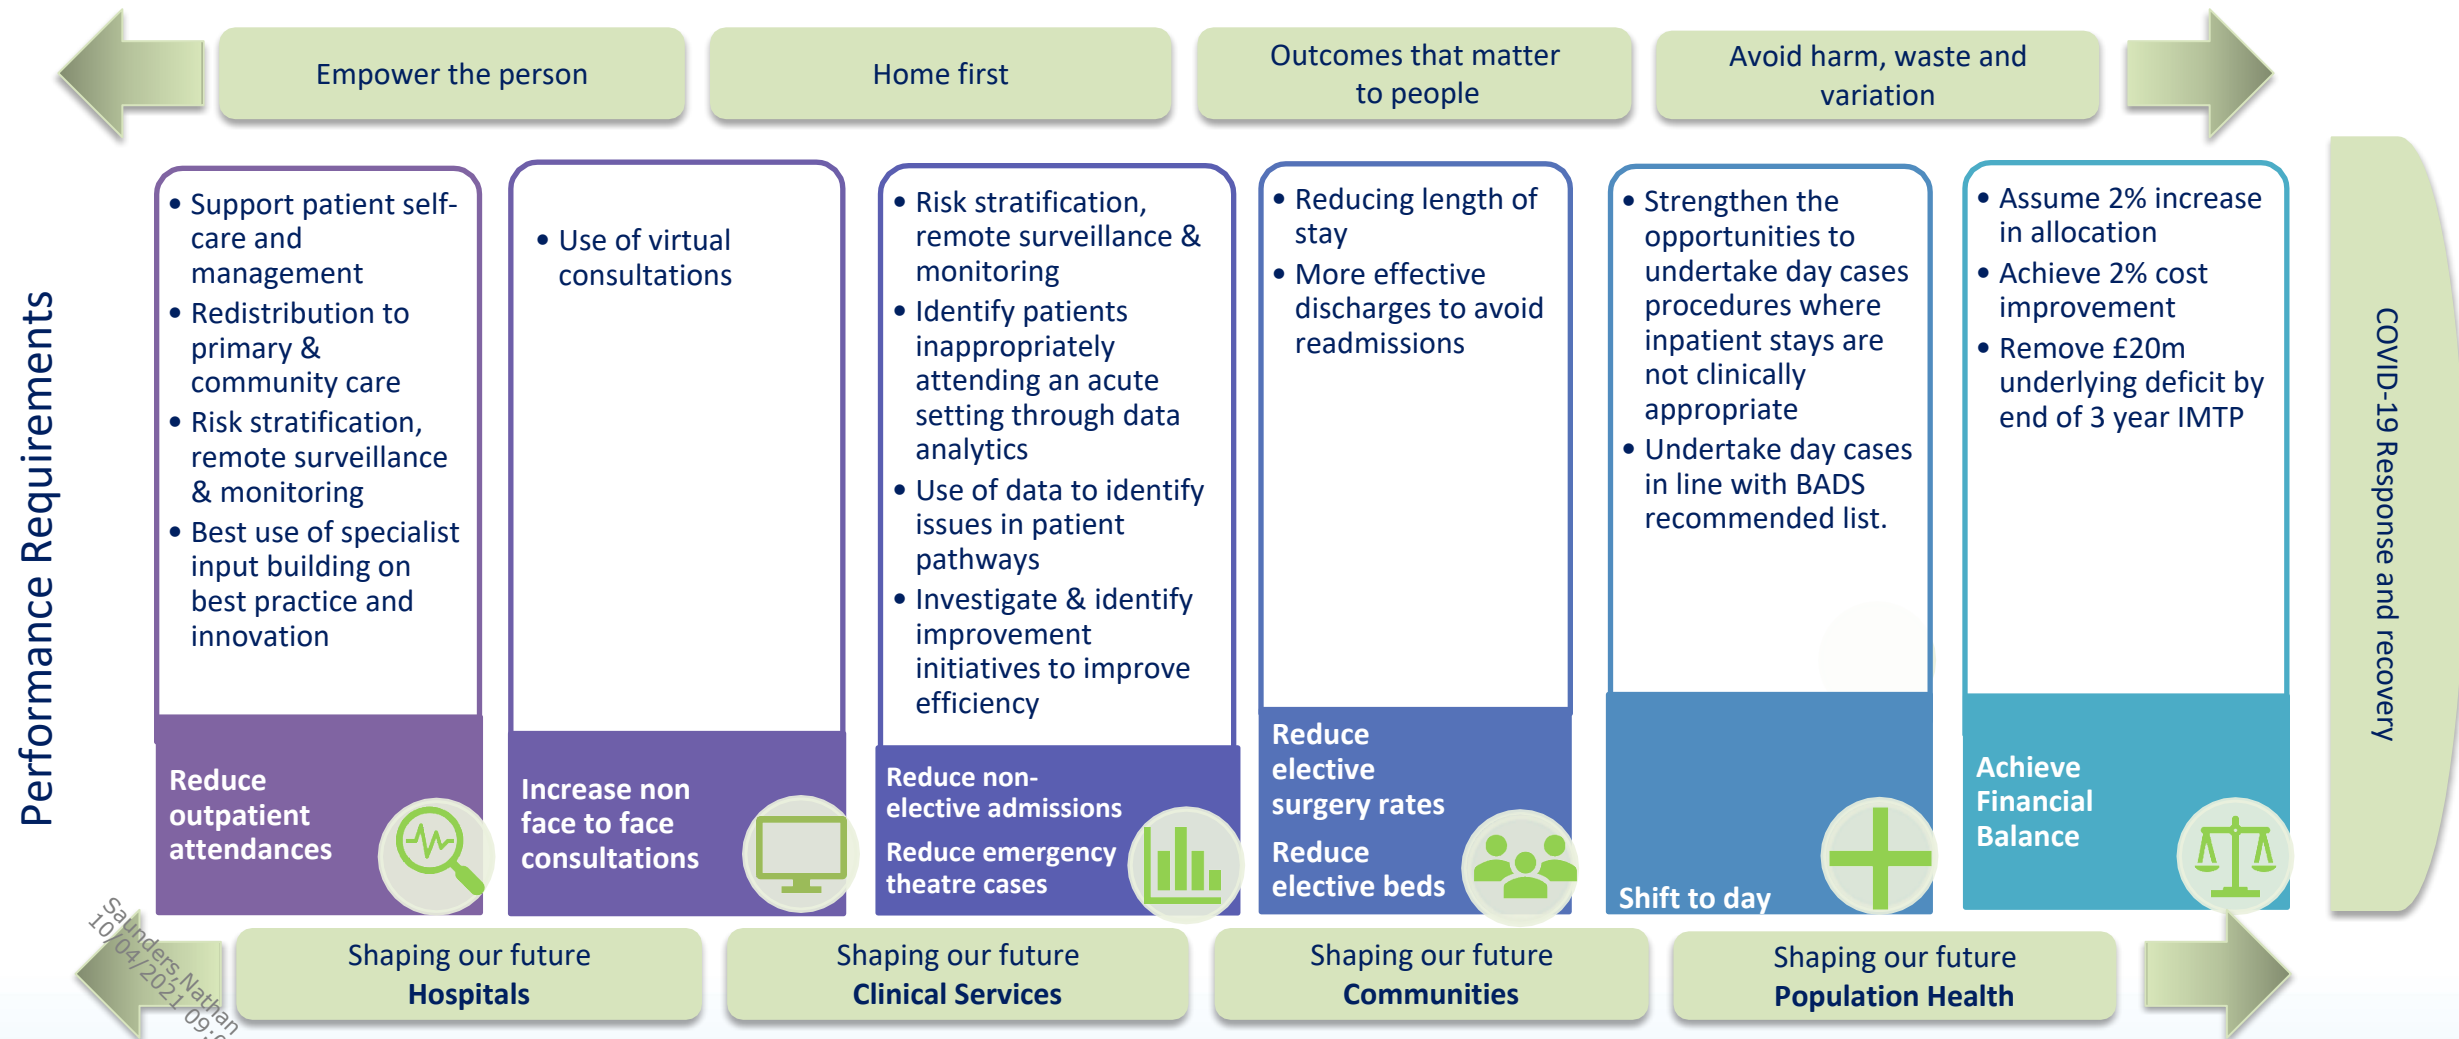 Empower the person
Home first
Outcomes that matter
to people
Avoid harm, waste and
variation
Performance Requirements
• Support patient self-
care and
management
• Redistribution to
primary &
community care
• Risk stratification,
remote surveillance
& monitoring
• Best use of specialist
input building on
best practice and
innovation
Reduce
outpatient
attendances
• Use of virtual
consultations
Increase non
face to face
consultations
• Risk stratification,
remote surveillance &
monitoring
• Identify patients
inappropriately
attending an acute
setting through data
analytics
• Use of data to identify
issues in patient
pathways
• Investigate & identify
improvement
initiatives to improve
efficiency
Reduce non-
elective admissions
Reduce emergency
theatre cases
• Reducing length of
stay
• More effective
discharges to avoid
readmissions
Reduce
elective
surgery rates
Reduce
elective beds
• Strengthen the
opportunities to
undertake day cases
procedures where
inpatient stays are
not clinically
appropriate
• Undertake day cases
in line with BADS
recommended list.
Shift to day
• Assume 2% increase
in allocation
• Achieve 2% cost
improvement
• Remove £20m
underlying deficit by
end of 3 year IMTP
Achieve
Financial
Balance
COVID-19 Response and recovery
Shaping our future
Hospitals
Shaping our future
Clinical Services
Shaping our future
Communities
Shaping our future
Population Health
Saunders,Nathan
10/04/2021